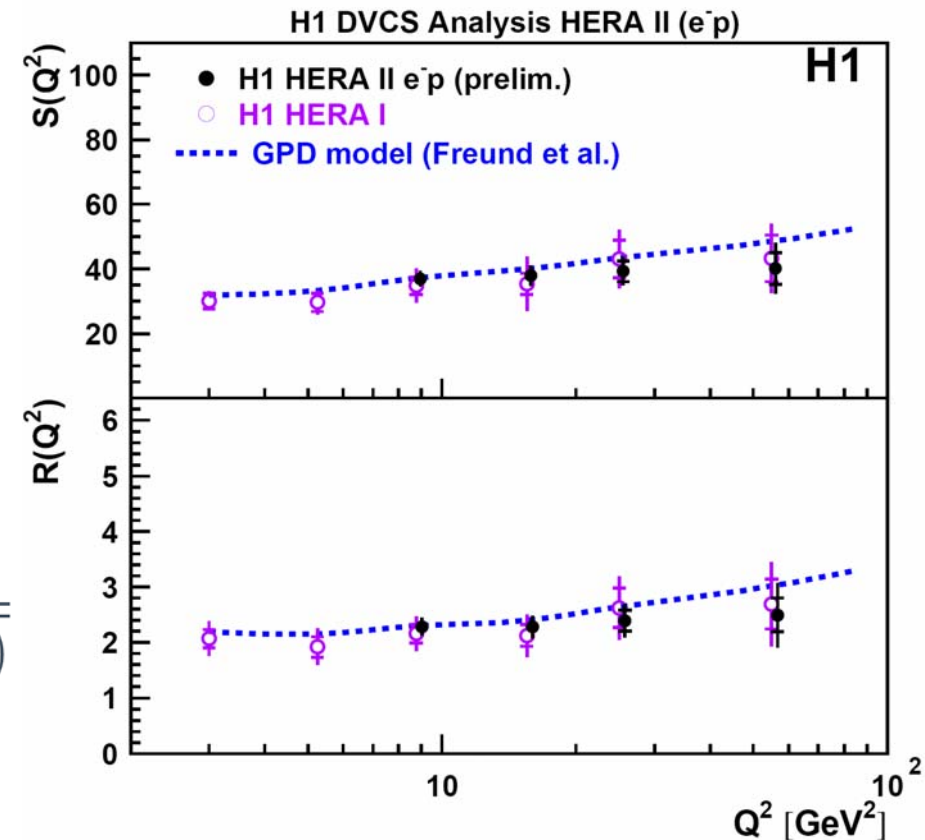 H1 DVCS Analysis HERA II (e⁻p)
S(Q²)
100
80
60
40
20
H1
H1 HERA II e⁻p (prelim.)
H1 HERA I
GPD model (Freund et al.)
R(Q²)
6
5
4
3
2
1
0
10
10²
Q² [GeV²]
)